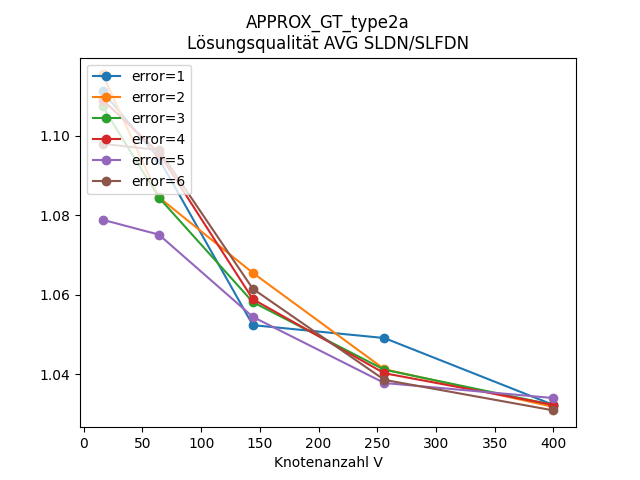 APPROX_GT_type2a
Lösungsqualität AVG SLDN/SLFDN
error=1
error=2
error=3
error=4
error=5
error=6
1.10
1.08
1.06
1.04
0 50 100 150 200 250 300 350 400
Knotenanzahl V